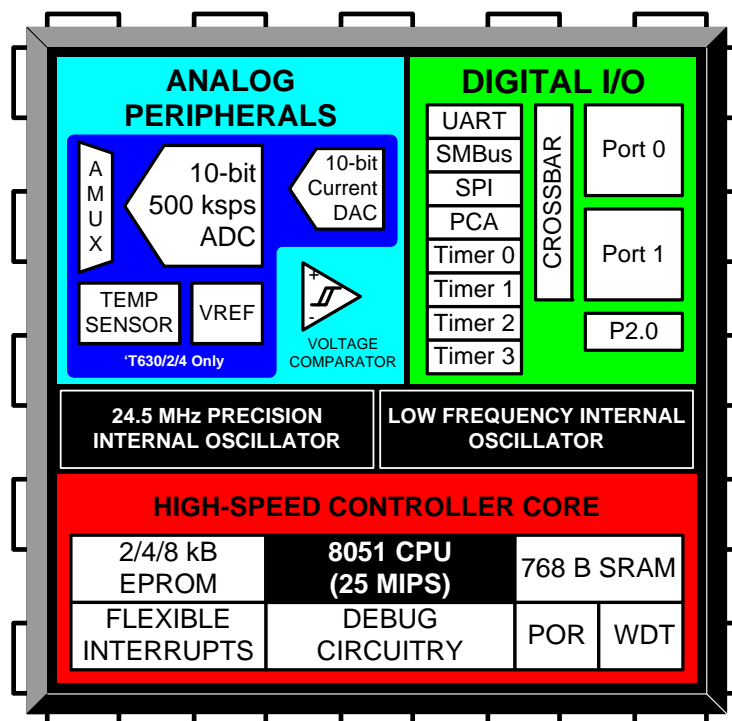 ANALOG
PERIPHERALS
A
M
U
X
10-bit
500 ksps
ADC
10-bit
Current
DAC
TEMP
SENSOR
VREF
‘T630/2/4 Only
+
-
VOLTAGE
COMPARATOR
DIGITAL I/O
UART
SMBus
SPI
PCA
Timer 0
Timer 1
Timer 2
Timer 3
CROSSBAR
Port 0
Port 1
P2.0
24.5 MHz PRECISION
INTERNAL OSCILLATOR
LOW FREQUENCY INTERNAL
OSCILLATOR
HIGH-SPEED CONTROLLER CORE
2/4/8 kB
EPROM
8051 CPU
(25 MIPS)
768 B SRAM
FLEXIBLE
INTERRUPTS
DEBUG
CIRCUITRY
POR
WDT